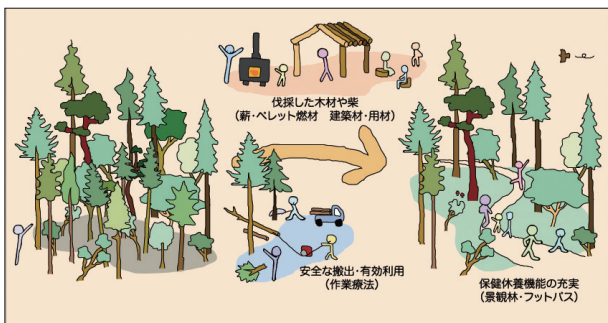 伐採した木材や柴
（薪・ペレット燃材　建築材・用材）
安全な搬出・有効利用
（作業療法）
保健休養機能の充実
（景観林・フットパス）